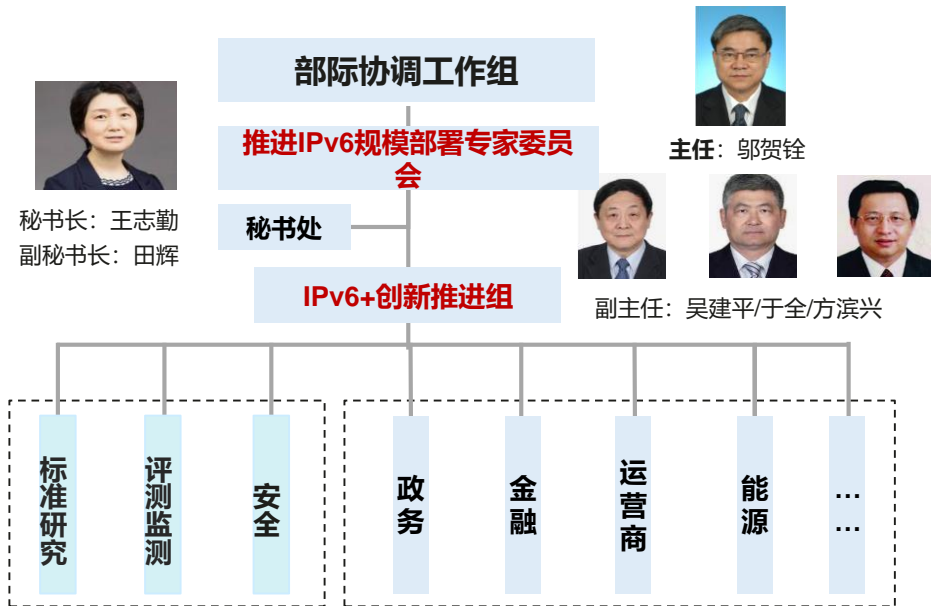 部际协调工作组
推进IPv6规模部署专家委员
会
主任：邬贺铨
秘书长：王志勤
副秘书长：田辉
秘书处
IPv6+创新推进组
副主任：吴建平/于全/方滨兴
标准研究
评测监测
安全
政务
金融
运营商
能源
……